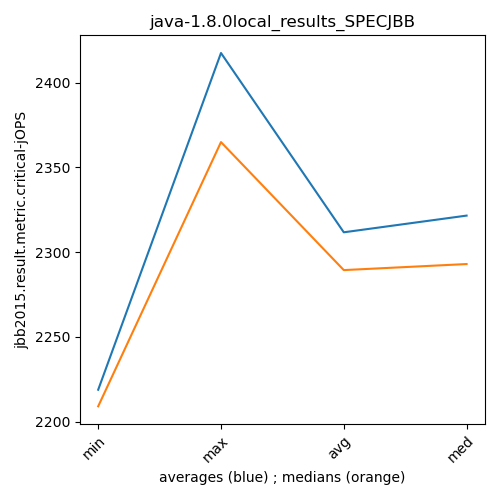 java-1.8.0local_results_SPECJBB
jbb2015.result.metric.critical-jOPS
2400
2350
2300
2250
2200
min
max
avg
med
averages (blue) ; medians (orange)